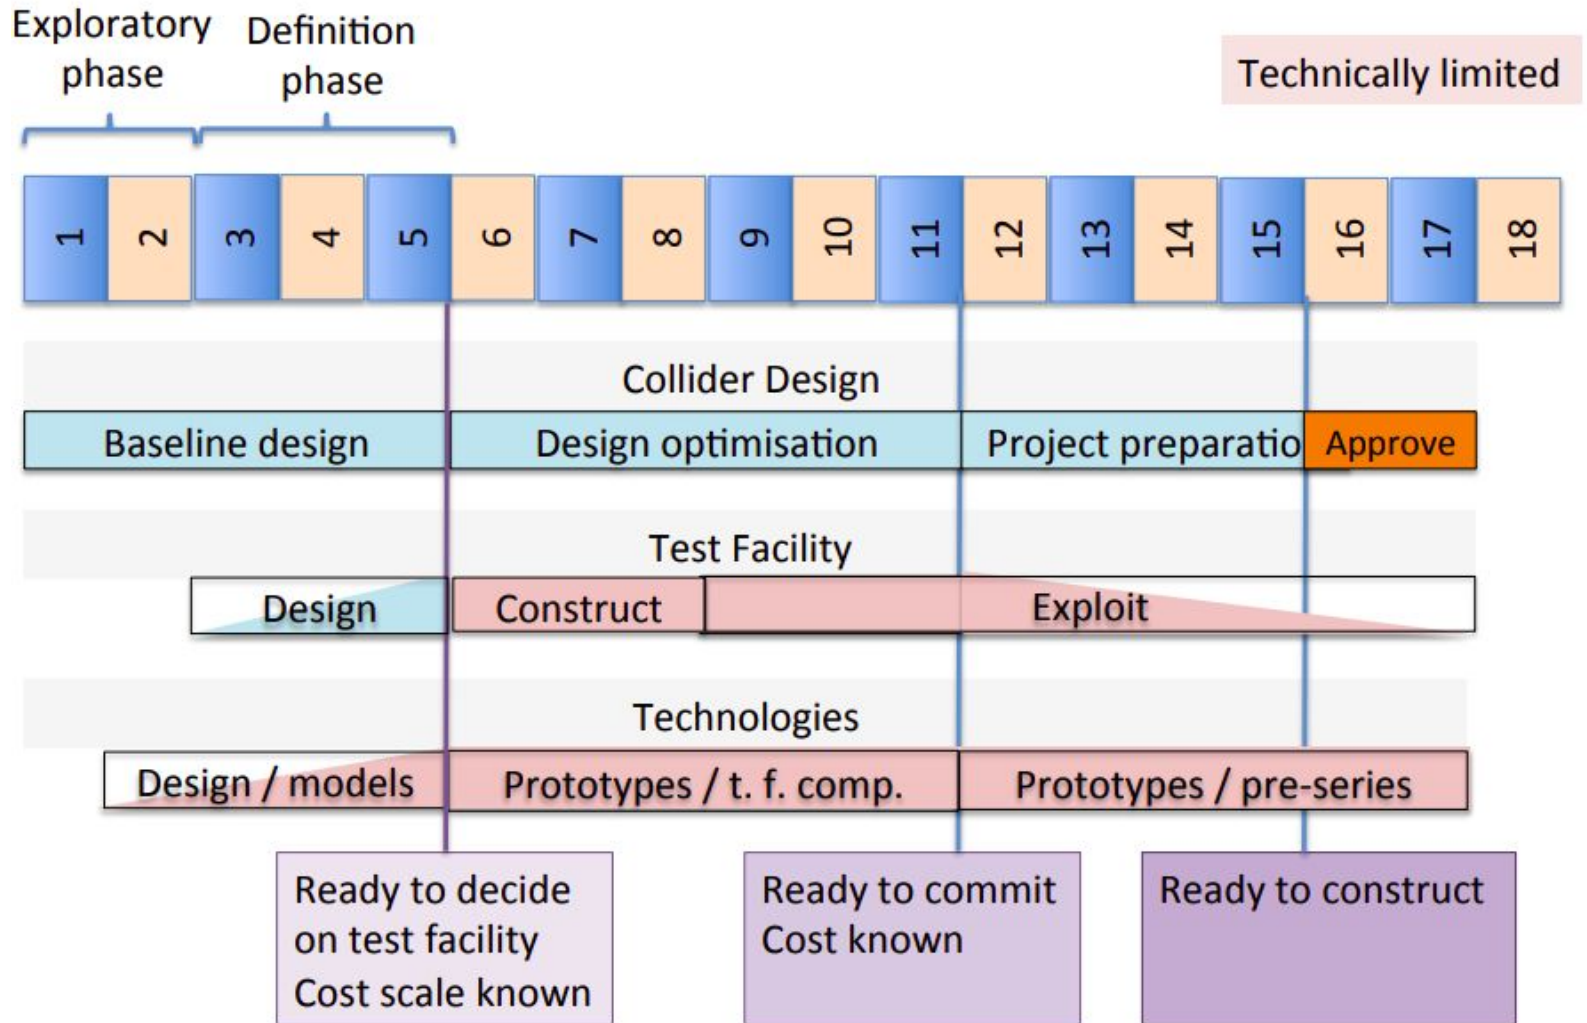 Exploratory
phase
Definition
phase
Technically limited
1 2 3 4 5 6 7 8 9 10 11 12 13 14 15 16 17 18
Collider Design
Baseline design
Design optimisation
Project preparatio
Approve
Test Facility
Design
Construct
Exploit
Technologies
Design / models
Prototypes / t. f. comp.
Prototypes / pre-series
Ready to decide
on test facility
Cost scale known
Ready to commit
Cost known
Ready to construct